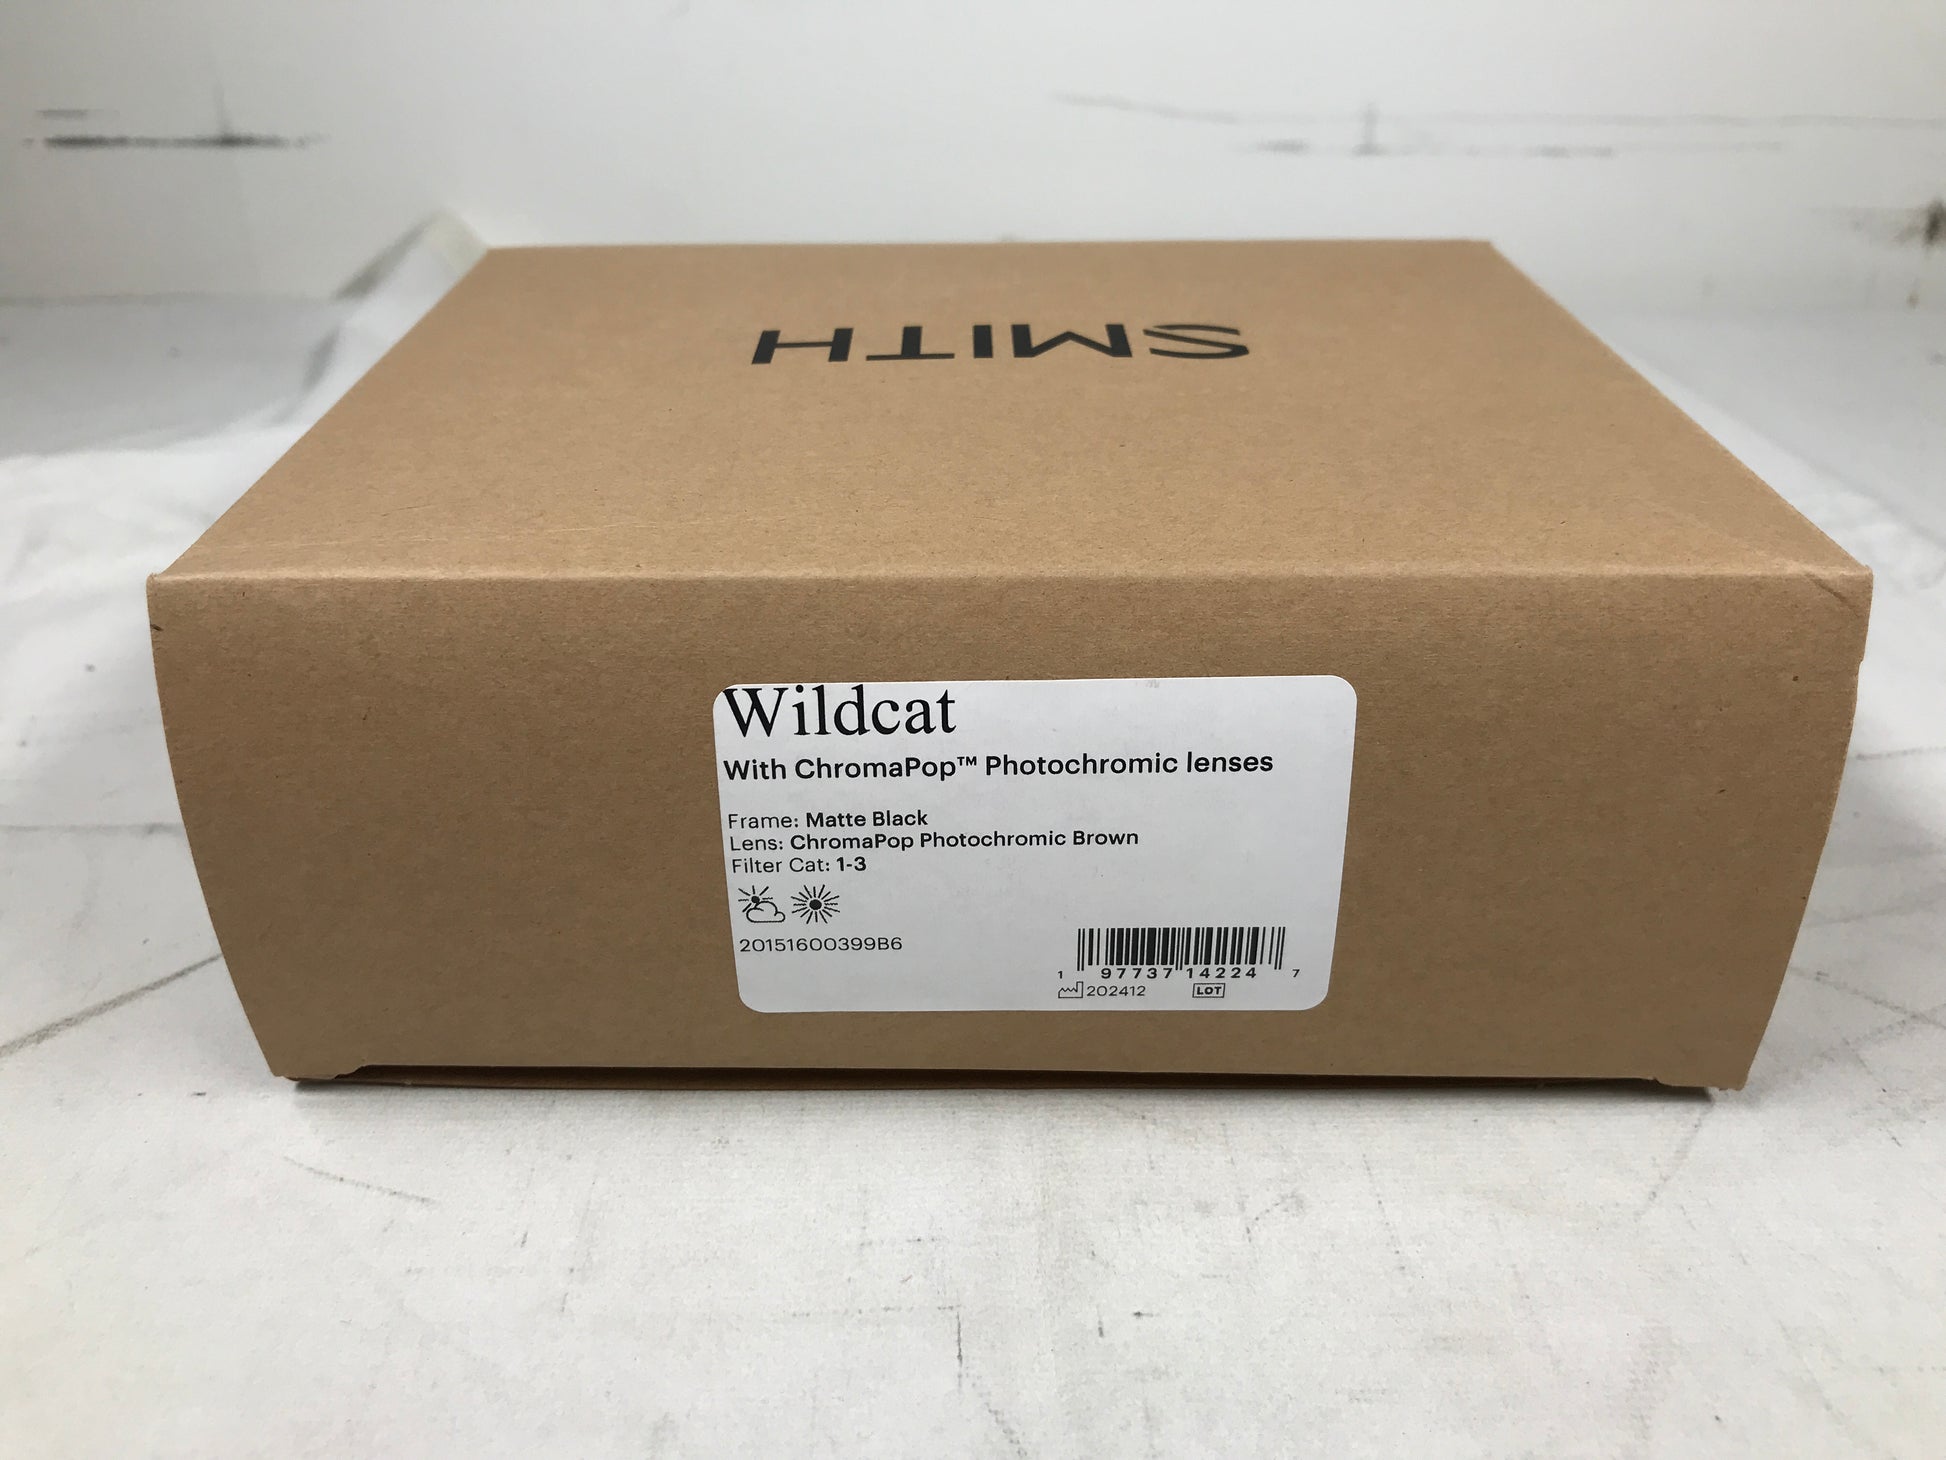 SMITH
Wildcat
With ChromaPop™ Photochromic lenses
Frame: Matte Black
Lens: ChromaPop Photochromic Brown
Filter Cat: 1-3
20151600399B6
1 97737 14224 7
202412 LOT